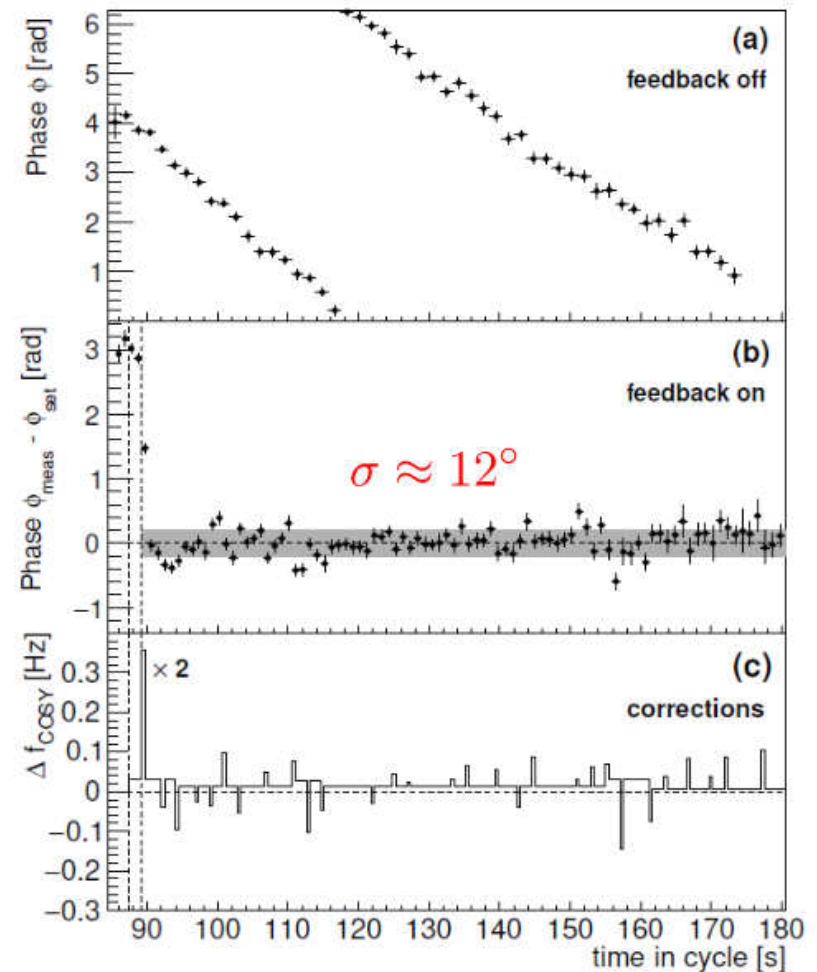 6
5
4
3
2
1
Phase ϕ [rad]
(a)
feedback off
3
2
1
0
−1
Phase ϕmeas - ϕset [rad]
(b)
feedback on
σ ≈ 12°
0.3
0.2
0.1
0
−0.1
−0.2
−0.3
Δ fCOSY [Hz]
× 2
(c)
corrections
90 100 110 120 130 140 150 160 170 180
time in cycle [s]